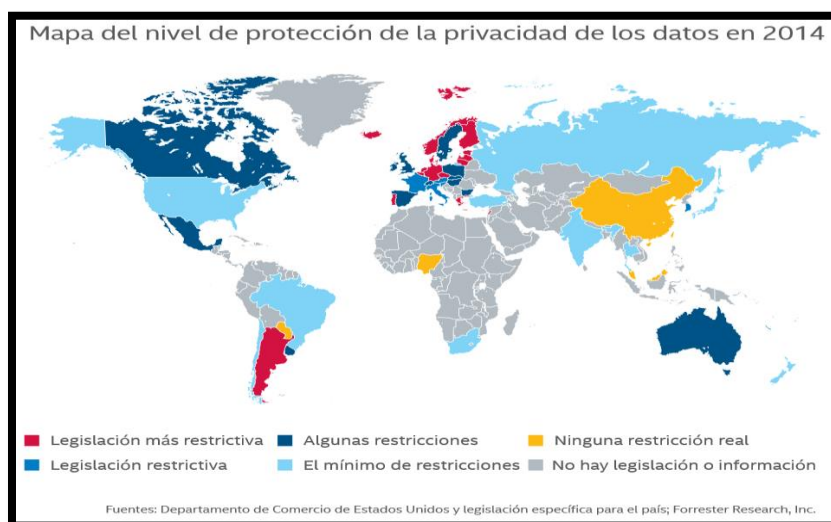 Mapa del nivel de protección de la privacidad de los datos en 2014
Legislación más restrictiva
Algunas restricciones
Ninguna restricción real
Legislación restrictiva
El mínimo de restricciones
No hay legislación o información
Fuentes: Departamento de Comercio de Estados Unidos y legislación específica para el país; Forrester Research, Inc.